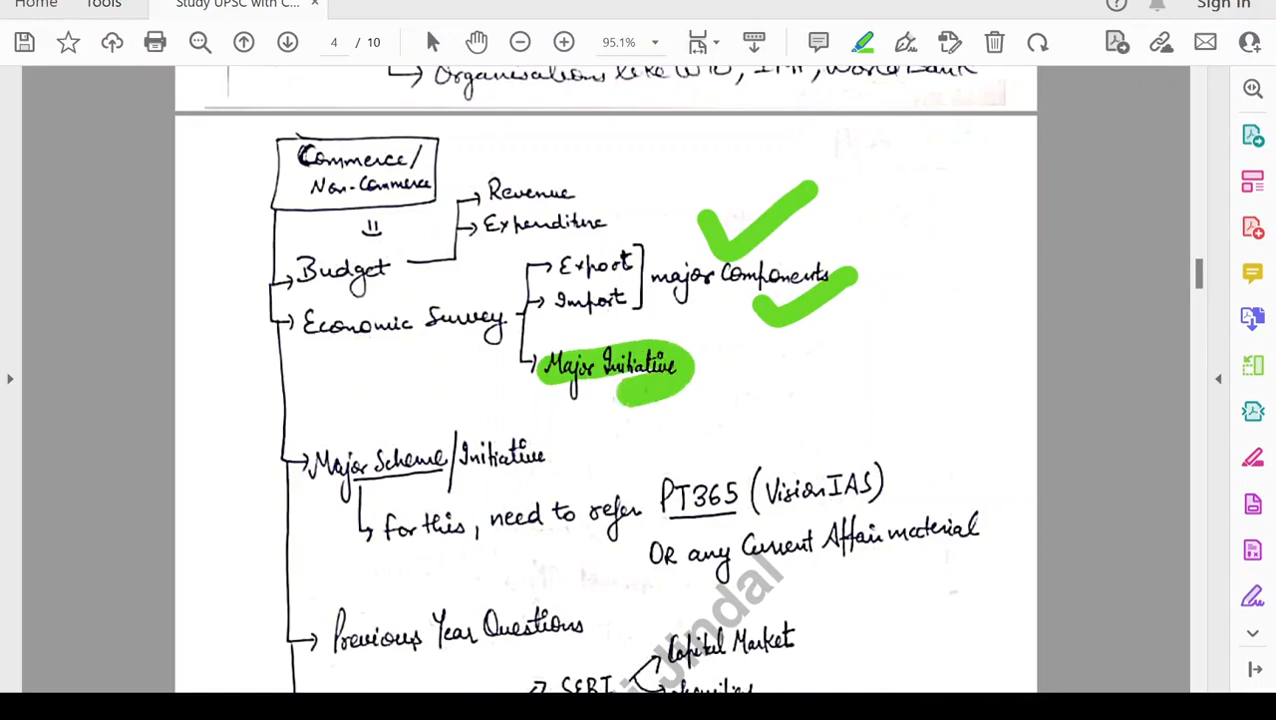 Home Tools Study UPSC with C... × Sign In
4 / 10 95.1%
Organisations like WTO, IMF, World Bank
Commerce/
Non-Commerce
Revenue
Expenditure
Budget
Export
Import
major Components
Economic Survey
Major Initiative
Major Scheme/Initiative
for this, need to refer PT365 (VisionIAS)
OR any Current Affair material
Previous Year Questions
Capital Market
SEBI
Jindal